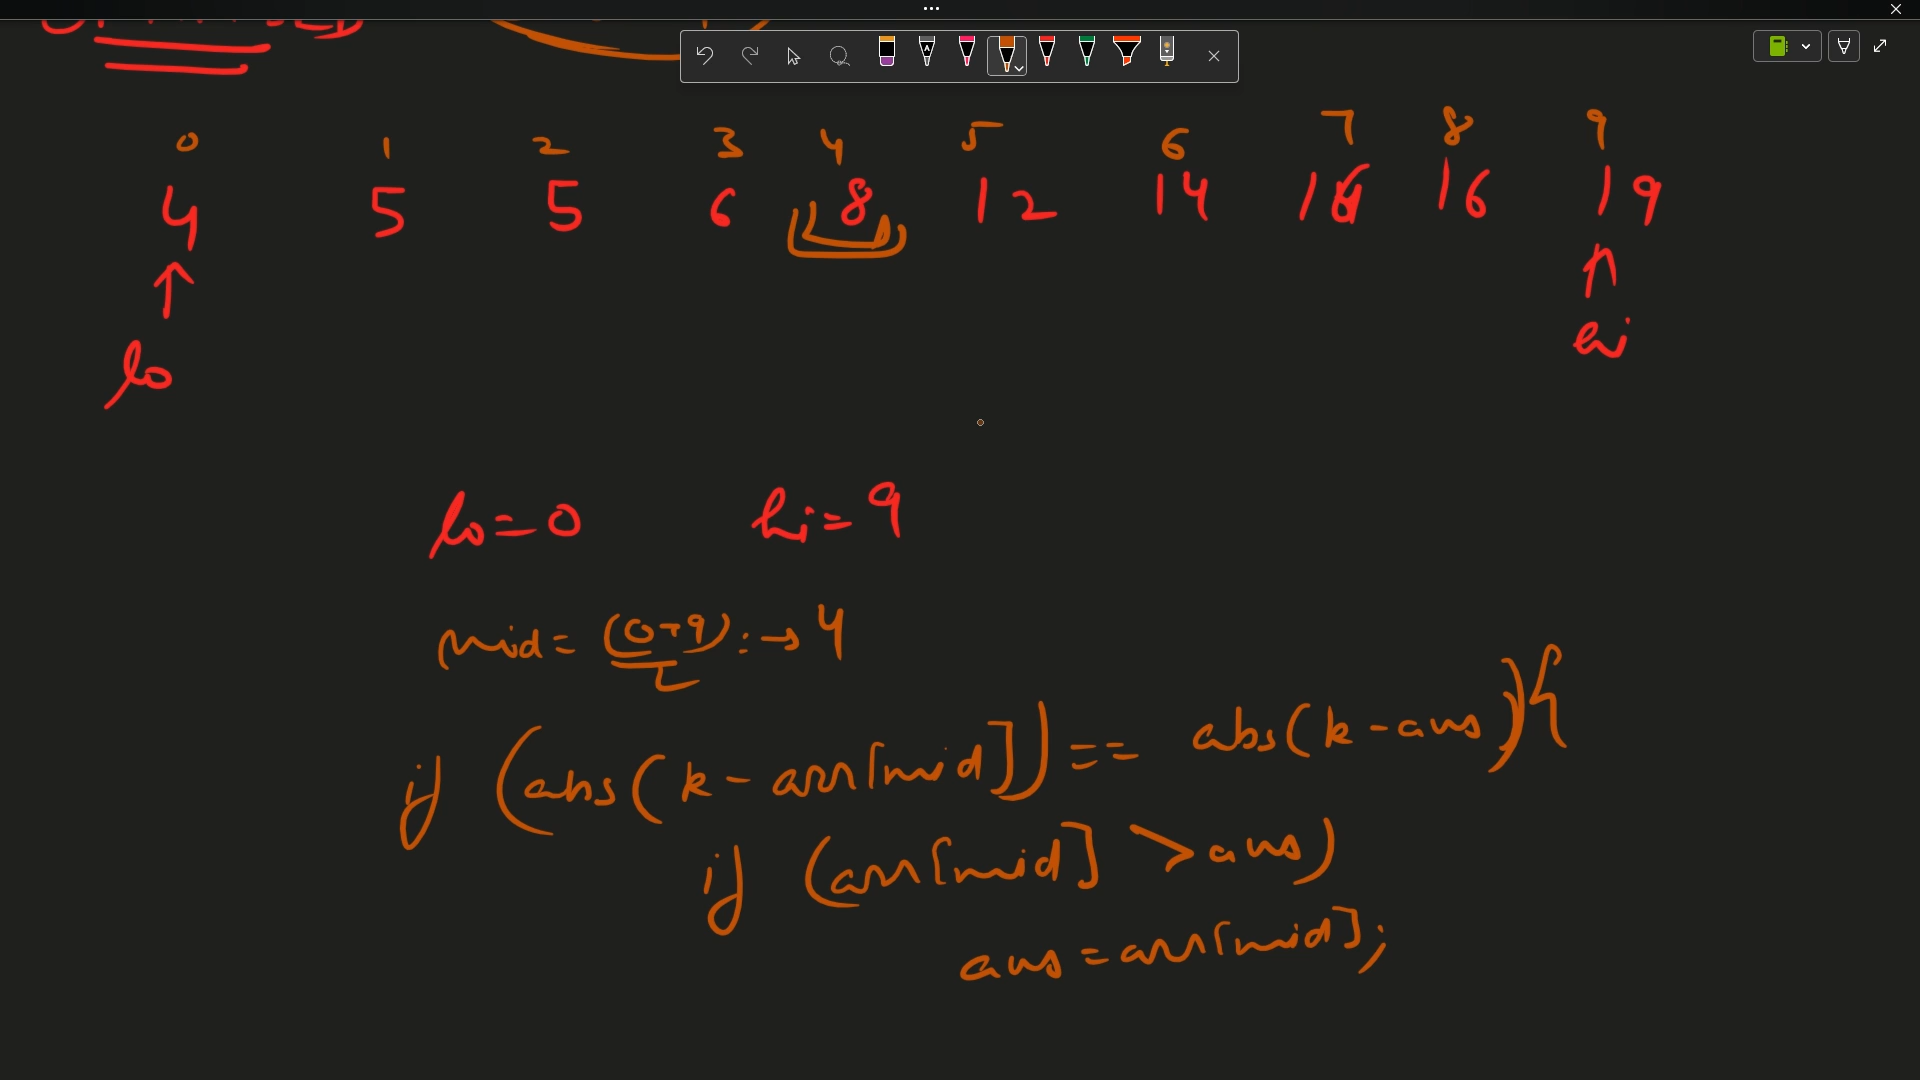 0 1 2 3 4 5 6 7 8 9
4 5 5 6 8 12 14 16 16 19
lo hi
lo=0 hi=9
mid= (0+9) :→ 4
2
if (abs(k-arr[mid])== abs(k-ans)){
if (arr[mid] >ans)
ans=arr[mid];